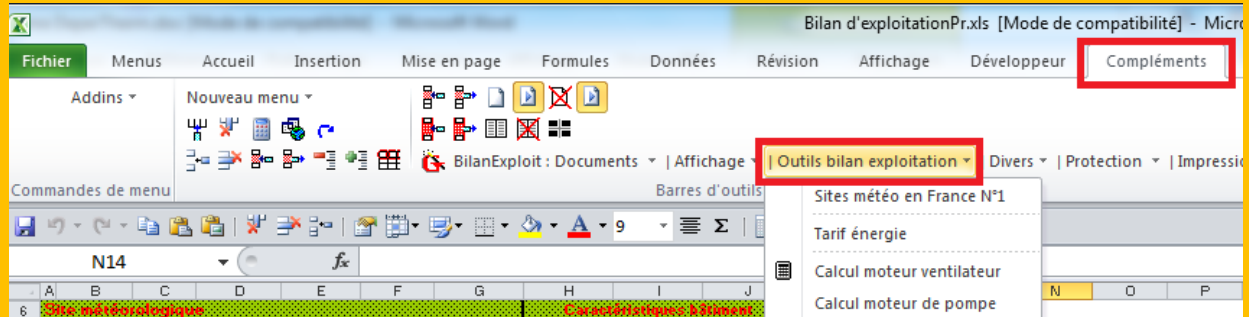 Bilan d'exploitationPr.xls [Mode de compatibilité] - Micro
Fichier Menus Accueil Insertion Mise en page Formules Données Révision Affichage Développeur Compléments
Addins Nouveau menu
BilanExploit : Documents | Affichage | Outils bilan exploitation Divers | Protection | Impressio
Commandes de menu Barres d'outils
Sites météo en France N°1
9
Tarif énergie
N14 fx
Calcul moteur ventilateur
A B C D E F G H I J N O P
Calcul moteur de pompe
6 Site météorologique Caractéristiques bâtiment